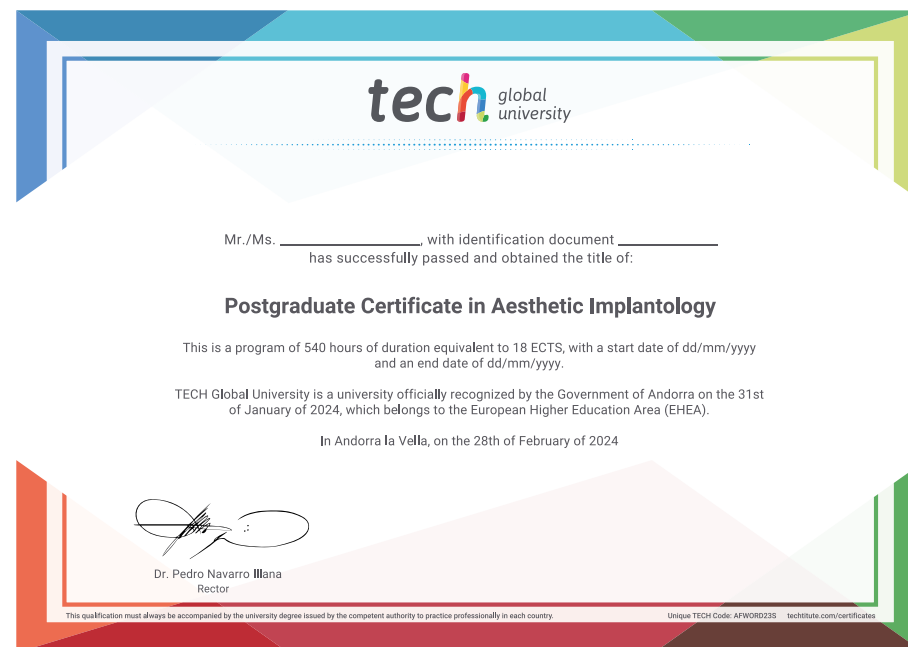 tech global
university
Mr./Ms. ____________________, with identification document ______________
has successfully passed and obtained the title of:
Postgraduate Certificate in Aesthetic Implantology
This is a program of 540 hours of duration equivalent to 18 ECTS, with a start date of dd/mm/yyyy
and an end date of dd/mm/yyyy.
TECH Global University is a university officially recognized by the Government of Andorra on the 31st
of January of 2024, which belongs to the European Higher Education Area (EHEA).
In Andorra la Vella, on the 28th of February of 2024
Dr. Pedro Navarro Illana
Rector
This qualification must always be accompanied by the university degree issued by the competent authority to practice professionally in each country.
Unique TECH Code: AFWORD23S techtitute.com/certificates